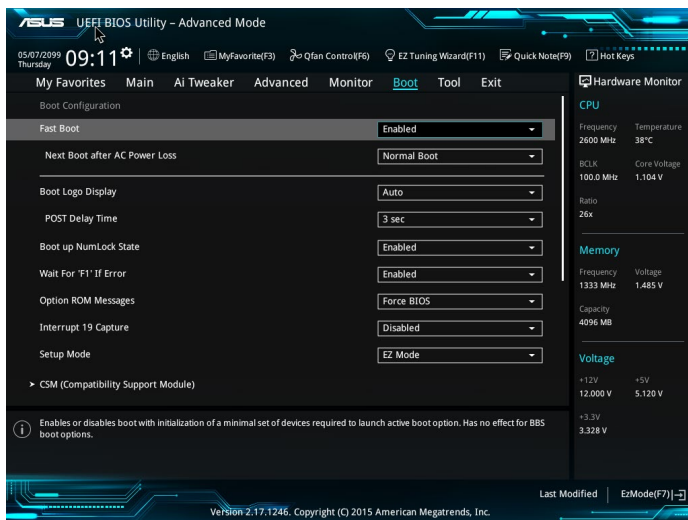 ASUS UEFI BIOS Utility – Advanced Mode
05/07/2099
Thursday
09:11
English
MyFavorite(F3)
Qfan Control(F6)
EZ Tuning Wizard(F11)
Quick Note(F9)
? Hot Keys
My Favorites Main Ai Tweaker Advanced Monitor Boot Tool Exit
Boot Configuration
Fast Boot Enabled
Next Boot after AC Power Loss Normal Boot
Boot Logo Display Auto
POST Delay Time 3 sec
Boot up NumLock State Enabled
Wait For 'F1' If Error Enabled
Option ROM Messages Force BIOS
Interrupt 19 Capture Disabled
Setup Mode EZ Mode
> CSM (Compatibility Support Module)
Enables or disables boot with initialization of a minimal set of devices required to launch active boot option. Has no effect for BBS
boot options.
Hardware Monitor
CPU
Frequency Temperature
2600 MHz 38°C
BCLK Core Voltage
100.0 MHz 1.104 V
Ratio
26x
Memory
Frequency Voltage
1333 MHz 1.485 V
Capacity
4096 MB
Voltage
+12V +5V
12.000 V 5.120 V
+3.3V
3.328 V
Last Modified
EzMode(F7)
Version 2.17.1246. Copyright (C) 2015 American Megatrends, Inc.